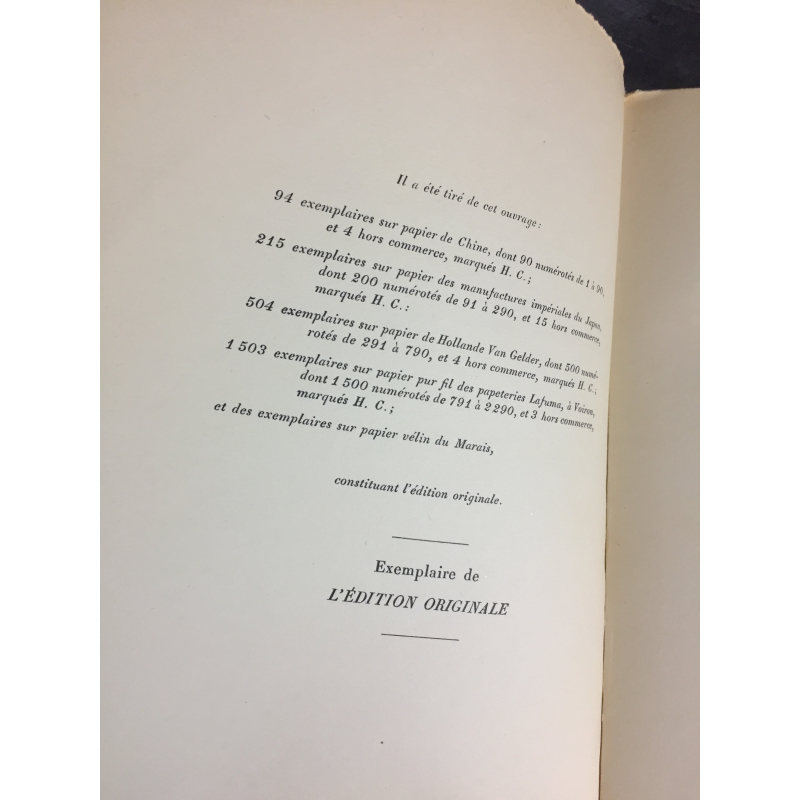 Il a été tiré de cet ouvrage :
94 exemplaires sur papier de Chine, dont 90 numérotés de 1 à 90,
et 4 hors commerce, marqués H. C. ;
215 exemplaires sur papier des manufactures impériales du Japon,
dont 200 numérotés de 91 à 290, et 15 hors commerce,
marqués H. C. :
504 exemplaires sur papier de Hollande Van Gelder, dont 500 numé-
rotés de 291 à 790, et 4 hors commerce, marqués H. C. ;
1 503 exemplaires sur papier pur fil des papeteries Lafuma, à Voiron,
dont 1 500 numérotés de 791 à 2 290, et 3 hors commerce,
marqués H. C. ;
et des exemplaires sur papier vélin du Marais,
constituant l'édition originale.
Exemplaire de
L'ÉDITION ORIGINALE